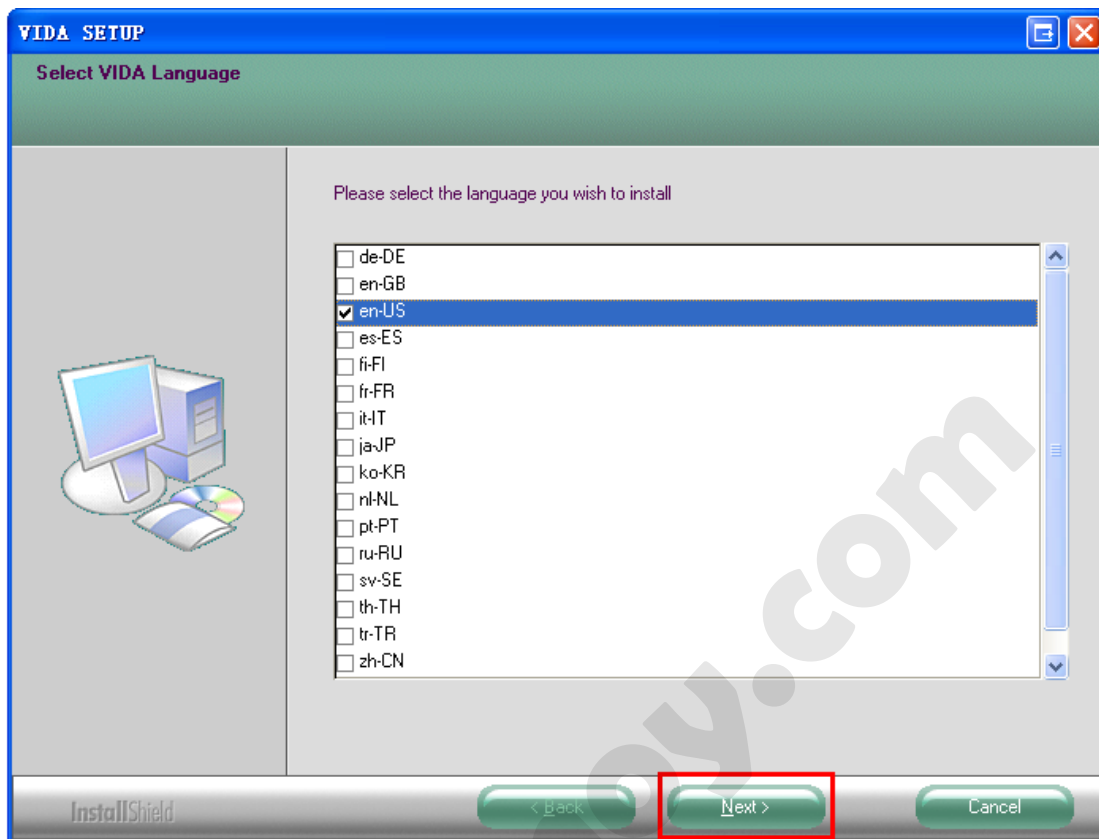 VIDA SETUP
Select VIDA Language
Please select the language you wish to install
de-DE
en-GB
en-US
es-ES
fi-FI
fr-FR
it-IT
ja-JP
ko-KR
nl-NL
pt-PT
ru-RU
sv-SE
th-TH
tr-TR
zh-CN
oy.com
InstallShield
< Back
Next >
Cancel